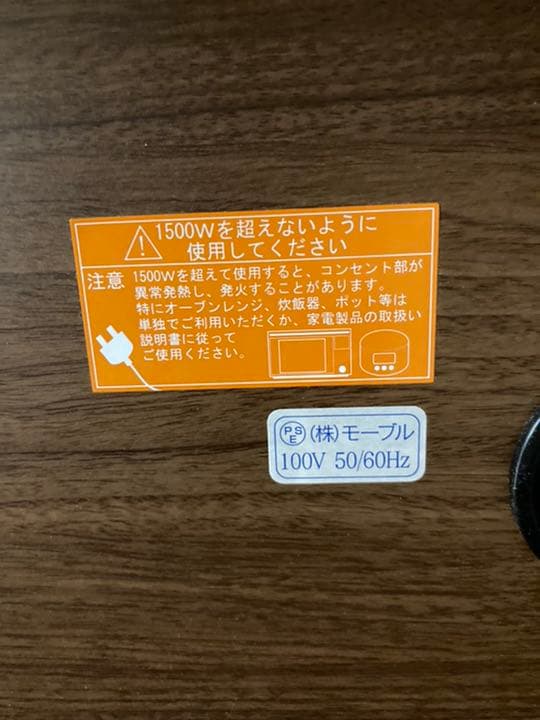 1500Wを超えないように
使用してください
注意
1500Wを超えて使用すると、コンセント部が
異常発熱し、発火することがあります。
特にオーブンレンジ、炊飯器、ポット等は
単独でご利用いただくか、家電製品の取扱い
説明書に従って
ご使用ください。
PSE (株)モーブル
100V 50/60Hz